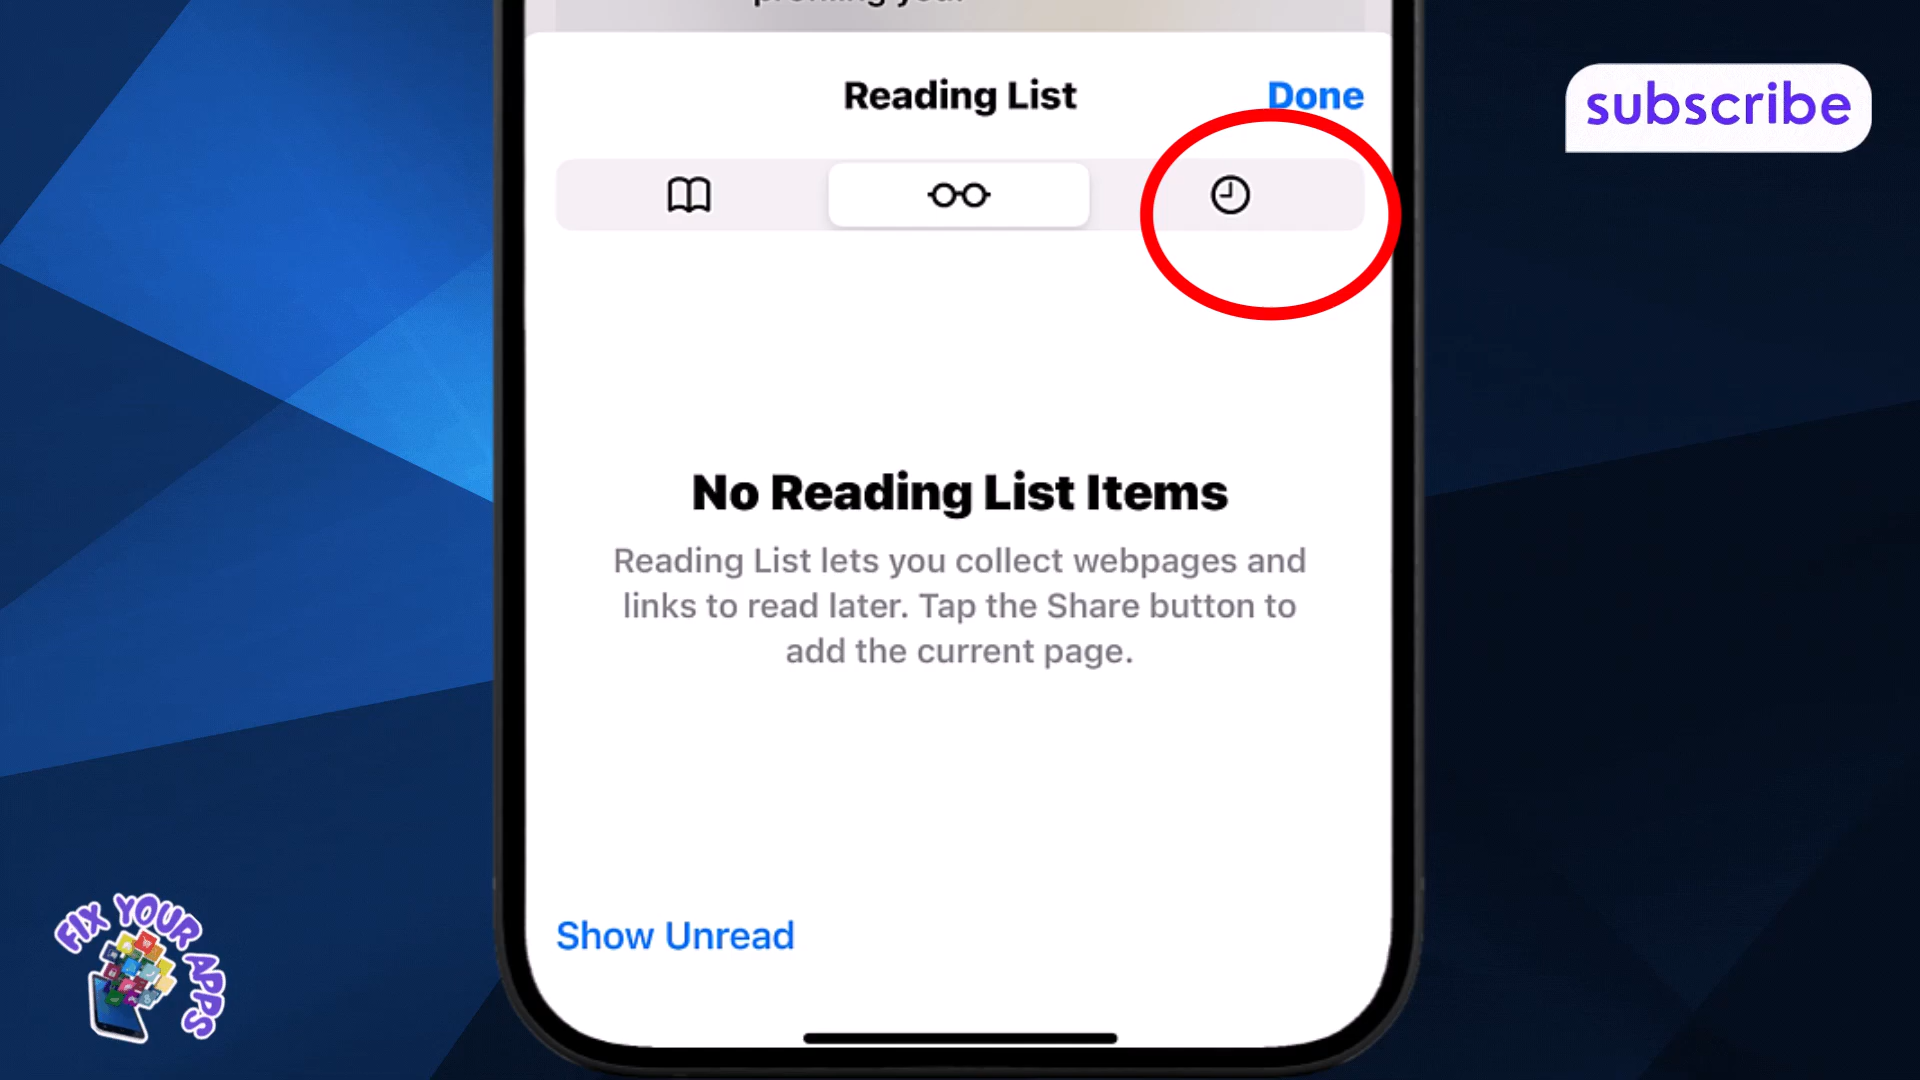 Reading List
Done
subscribe
No Reading List Items
Reading List lets you collect webpages and
links to read later. Tap the Share button to
add the current page.
Show Unread
FIX YOUR APPS